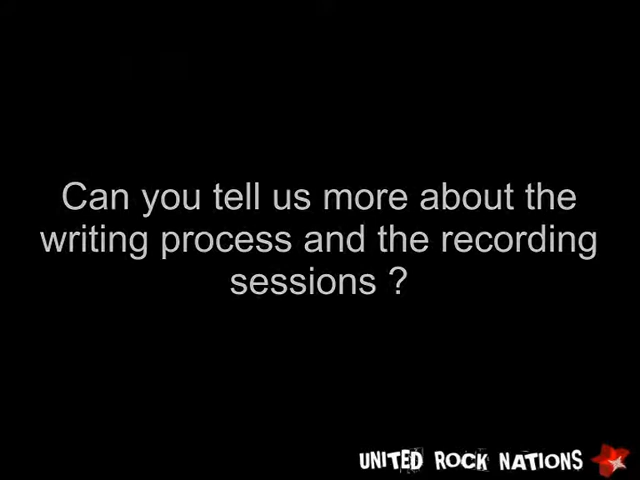 Can you tell us more about the
writing process and the recording
sessions ?
UNITED ROCK NATIONS